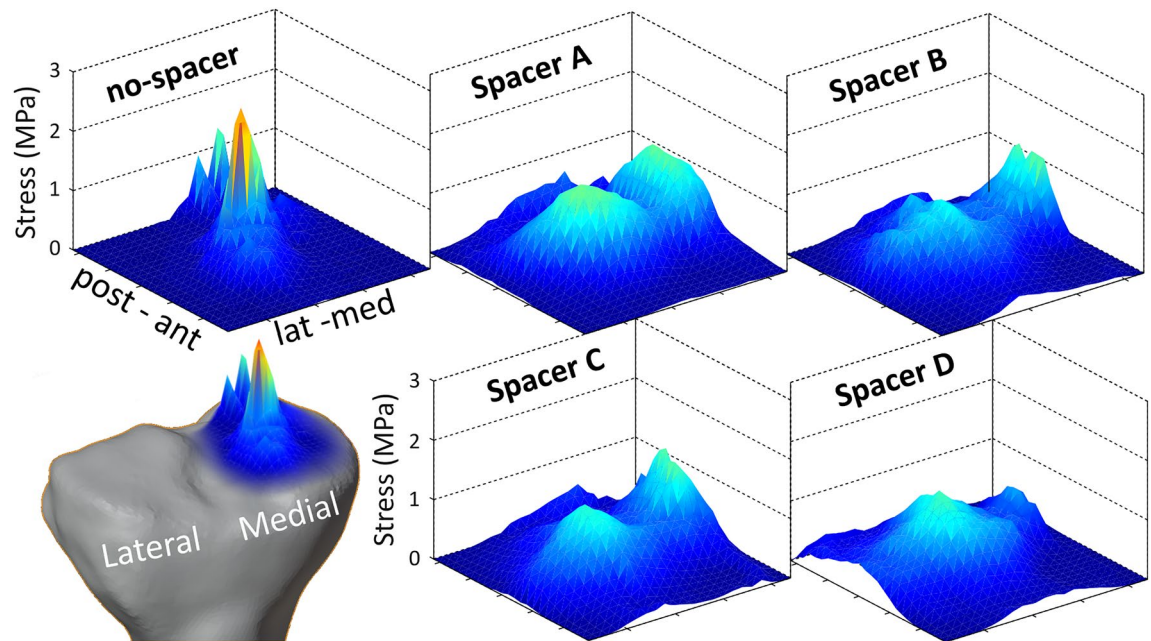 no-spacer
Spacer A
Spacer B
3
2
1
0
Stress (MPa)
post - ant
lat -med
Spacer C
Spacer D
3
2
1
0
Stress (MPa)
Lateral
Medial